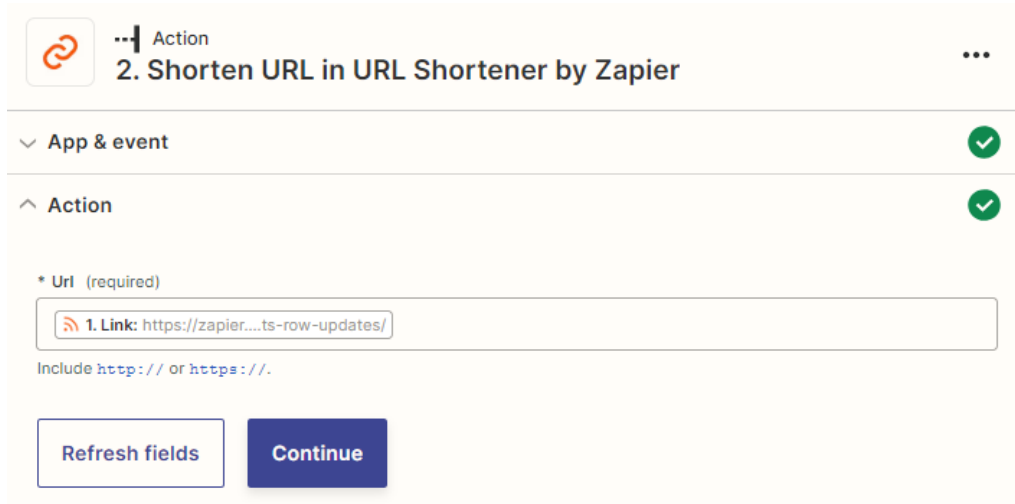 Action
2. Shorten URL in URL Shortener by Zapier
App & event
Action
* Url (required)
1. Link: https://zapier....ts-row-updates/
Include http:// or https://.
Refresh fields
Continue